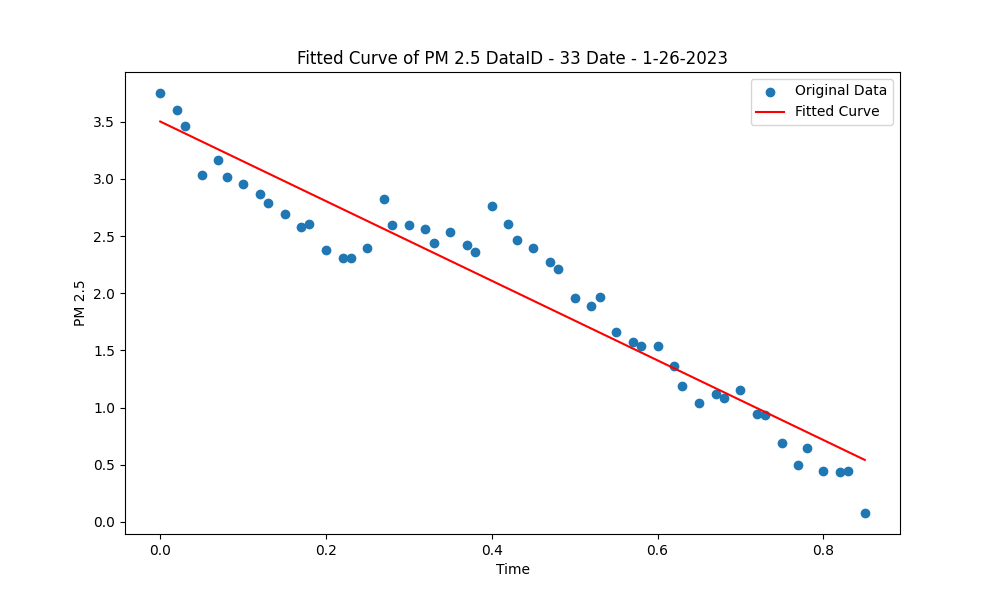 Fitted Curve of PM 2.5 DataID - 33 Date - 1-26-2023
Original Data
Fitted Curve
3.5
3.0
2.5
2.0
1.5
1.0
0.5
0.0
PM 2.5
0.0 0.2 0.4 0.6 0.8
Time